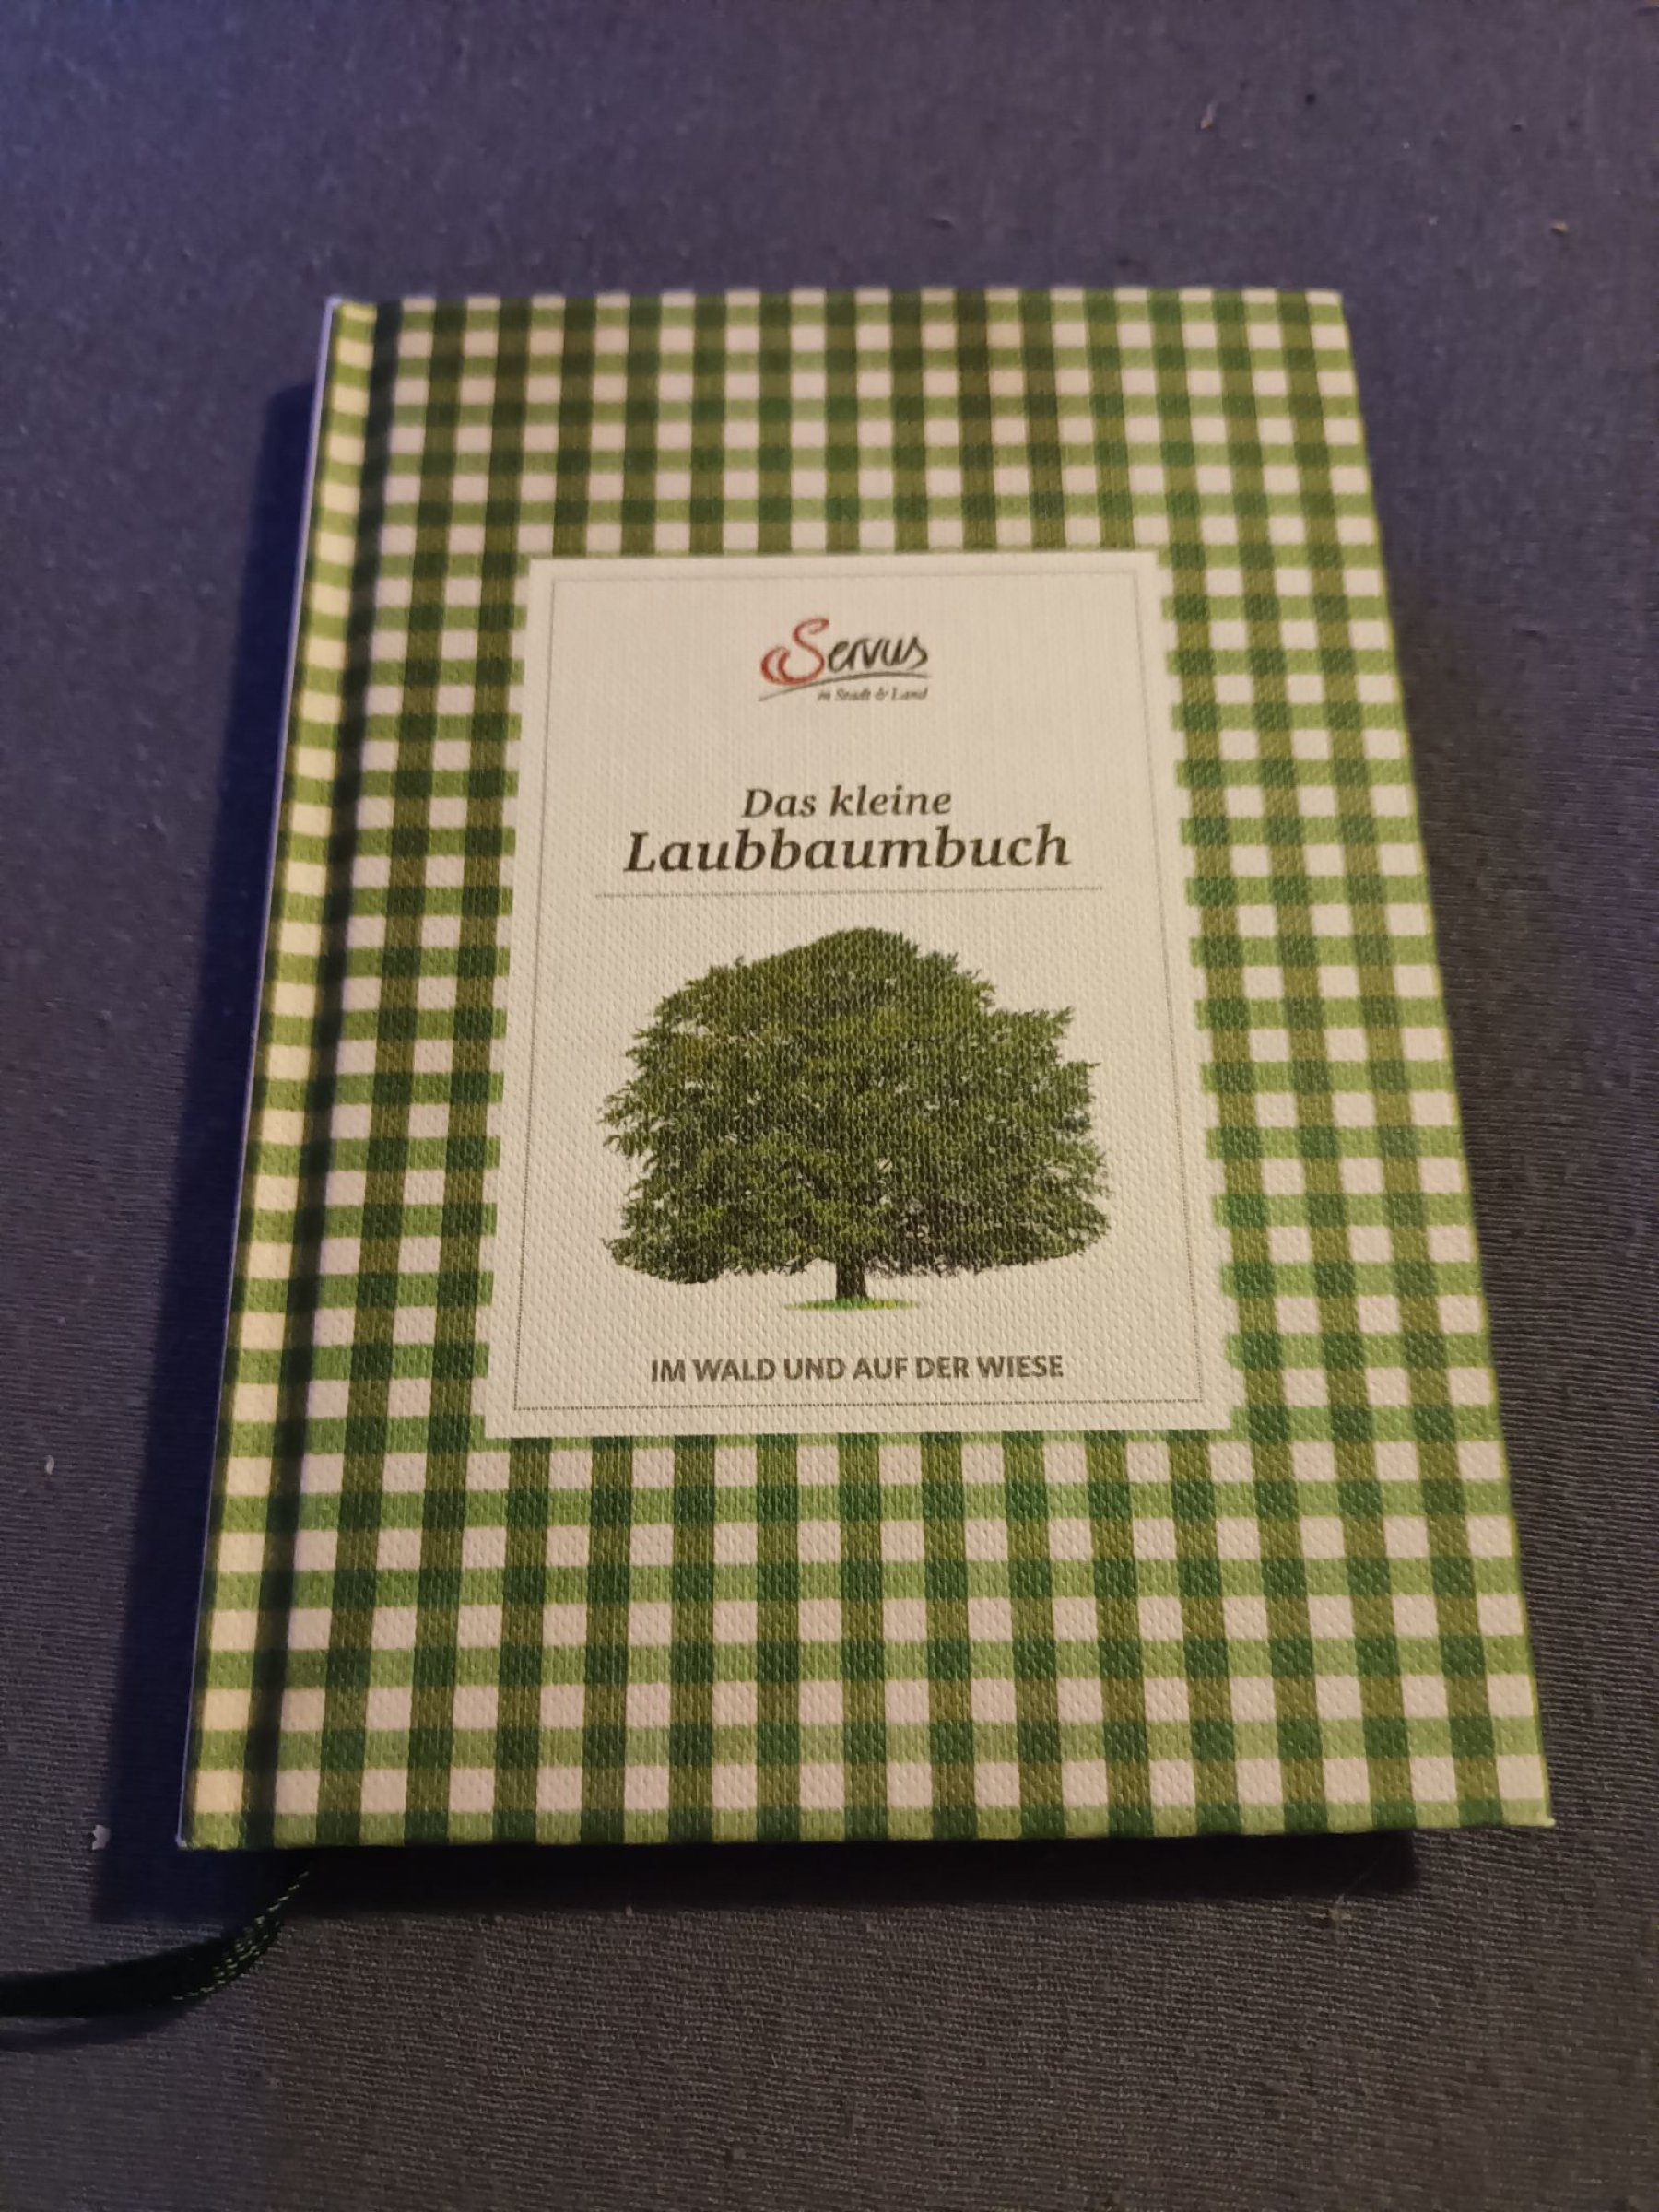 Servus
in Stadt & Land
Das kleine
Laubbaumbuch
IM WALD UND AUF DER WIESE